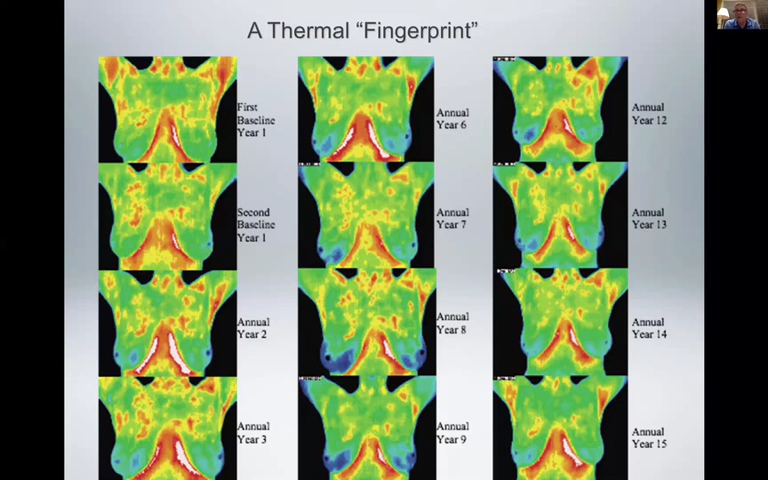 A Thermal “Fingerprint”
First
Baseline
Year 1
Second
Baseline
Year 1
Annual
Year 2
Annual
Year 3
Annual
Year 6
Annual
Year 7
Annual
Year 8
Annual
Year 9
Annual
Year 12
Annual
Year 13
Annual
Year 14
Annual
Year 15